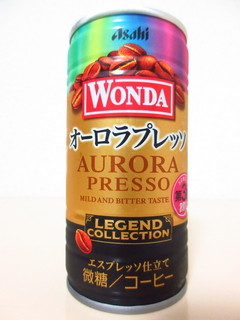 Asahi
WONDA
オーロラプレッソ
AURORA
PRESSO
MILD AND BITTER TASTE
LEGEND
COLLECTION
エスプレッソ仕立て
微糖／コーヒー